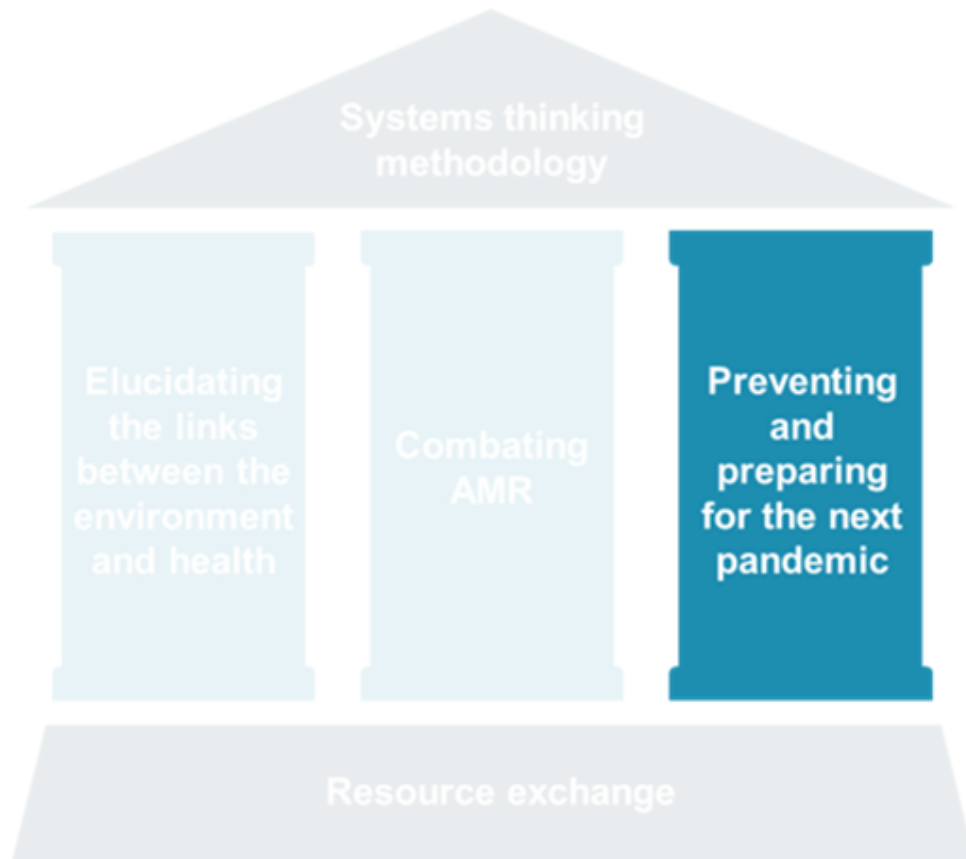 Systems thinking
methodology
Elucidating
the links
between the
environment
and health
Combating
AMR
Preventing
and
preparing
for the next
pandemic
Resource exchange